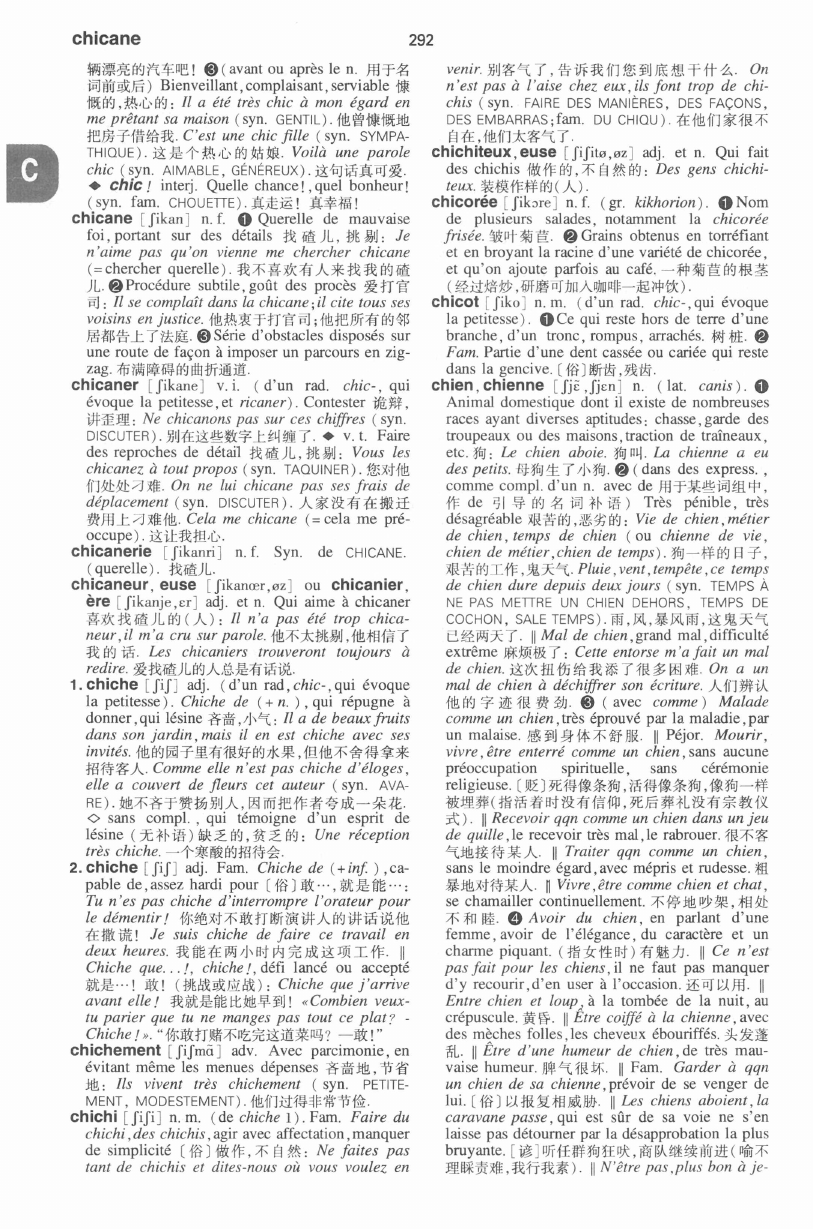 chicane
292
辆漂亮的汽车吧! ❸(avant ou après le n. 用于名
词前或后) Bienveillant,complaisant,serviable 慷
慨的,热心的: Il a été très chic à mon égard en
me prêtant sa maison (syn. GENTIL). 他曾慷慨地
把房子借给我. C'est une chic fille (syn. SYMPA-
THIQUE). 这是个热心的姑娘. Voilà une parole
chic (syn. AIMABLE, GÉNÉREUX). 这句话真可爱.
◆ chic! interj. Quelle chance!,quel bonheur!
(syn. fam. CHOUETTE). 真走运! 真幸福!
chicane [ʃikan] n.f. ❶ Querelle de mauvaise
foi,portant sur des détails 找碴儿,挑剔: Je
n'aime pas qu'on vienne me chercher chicane
(=chercher querelle). 我不喜欢有人来找我的碴
儿. ❷Procédure subtile,goût des procès 爱打官
司: Il se complaît dans la chicane;il cite tous ses
voisins en justice. 他热衷于打官司;他把所有的邻
居都告上了法庭. ❸Série d'obstacles disposés sur
une route de façon à imposer un parcours en zig-
zag. 布满障碍的曲折通道.
chicaner [ʃikane] v.i. (d'un rad. chic-, qui
évoque la petitesse,et ricaner). Contester 诡辩,
讲歪理: Ne chicanons pas sur ces chiffres (syn.
DISCUTER). 别在这些数字上纠缠了. ◆ v.t. Faire
des reproches de détail 找碴儿,挑剔: Vous les
chicanez à tout propos (syn. TAQUINER). 您对他
们处处刁难. On ne lui chicane pas ses frais de
déplacement (syn. DISCUTER). 人家没有在搬迁
费用上刁难他. Cela me chicane (=cela me pré-
occupe). 这让我担心.
chicanerie [ʃikanri] n.f. Syn. de CHICANE.
(querelle). 找碴儿.
chicaneur, euse [ʃikanœr,øz] ou chicanier,
ère [ʃikanje,ɛr] adj. et n. Qui aime à chicaner
喜欢找碴儿的(人): Il n'a pas été trop chica-
neur,il m'a cru sur parole. 他不太挑剔,他相信了
我的话. Les chicaniers trouveront toujours à
redire. 爱找碴儿的人总是有话说.
1. chiche [ʃiʃ] adj. (d'un rad, chic-,qui évoque
la petitesse). Chiche de (+n.),qui répugne à
donner,qui lésine 吝啬,小气: Il a de beaux fruits
dans son jardin,mais il en est chiche avec ses
invités. 他的园子里有很好的水果,但他不舍得拿来
招待客人. Comme elle n'est pas chiche d'éloges,
elle a couvert de fleurs cet auteur (syn. AVA-
RE). 她不吝于赞扬别人,因而把作者夸成一朵花.
◇ sans compl., qui témoigne d'un esprit de
lésine (无补语)缺乏的,贫乏的: Une réception
très chiche. 一个寒酸的招待会.
2. chiche [ʃiʃ] adj. Fam. Chiche de (+inf.),ca-
pable de,assez hardi pour 〔俗〕敢…,就是能…:
Tu n'es pas chiche d'interrompre l'orateur pour
le démentir! 你绝对不敢打断演讲人的讲话说他
在撒谎! Je suis chiche de faire ce travail en
deux heures. 我能在两小时内完成这项工作. ‖
Chiche que...!, chiche!,défi lancé ou accepté
就是…! 敢! (挑战或应战): Chiche que j'arrive
avant elle! 我就是能比她早到! «Combien veux-
tu parier que tu ne manges pas tout ce plat? -
Chiche!». “你敢打赌不吃完这道菜吗? —敢!”
chichement [ʃiʃmɑ̃] adv. Avec parcimonie,en
évitant même les menues dépenses 吝啬地,节省
地: Ils vivent très chichement (syn. PETITE-
MENT, MODESTEMENT). 他们过得非常节俭.
chichi [ʃiʃi] n.m. (de chiche 1). Fam. Faire du
chichi,des chichis,agir avec affectation,manquer
de simplicité 〔俗〕做作,不自然: Ne faites pas
tant de chichis et dites-nous où vous voulez en
C
venir. 别客气了,告诉我们您到底想干什么. On
n'est pas à l'aise chez eux,ils font trop de chi-
chis (syn. FAIRE DES MANIÈRES, DES FAÇONS,
DES EMBARRAS;fam. DU CHIQU). 在他们家很不
自在,他们太客气了.
chichiteux,euse [ʃiʃitø,øz] adj. et n. Qui fait
des chichis 做作的,不自然的: Des gens chichi-
teux. 装模作样的(人).
chicorée [ʃikɔre] n.f. (gr. kikhorion). ❶Nom
de plusieurs salades, notamment la chicorée
frisée. 皱叶菊苣. ❷Grains obtenus en torréfiant
et en broyant la racine d'une variété de chicorée,
et qu'on ajoute parfois au café. 一种菊苣的根茎
(经过焙炒,研磨可加入咖啡一起冲饮).
chicot [ʃiko] n.m. (d'un rad. chic-,qui évoque
la petitesse). ❶Ce qui reste hors de terre d'une
branche,d'un tronc,rompus,arrachés. 树桩. ❷
Fam. Partie d'une dent cassée ou cariée qui reste
dans la gencive.〔俗〕断齿,残齿.
chien,chienne [ʃjɛ̃,ʃjɛn] n. (lat. canis). ❶
Animal domestique dont il existe de nombreuses
races ayant diverses aptitudes: chasse,garde des
troupeaux ou des maisons,traction de traîneaux,
etc. 狗: Le chien aboie. 狗叫. La chienne a eu
des petits. 母狗生了小狗. ❷(dans des express.,
comme compl. d'un n. avec de 用于某些词组中,
作 de 引导的名词补语) Très pénible, très
désagréable 艰苦的,恶劣的: Vie de chien,métier
de chien,temps de chien (ou chienne de vie,
chien de métier,chien de temps). 狗一样的日子,
艰苦的工作,鬼天气. Pluie,vent,tempête,ce temps
de chien dure depuis deux jours (syn. TEMPS À
NE PAS METTRE UN CHIEN DEHORS, TEMPS DE
COCHON, SALE TEMPS). 雨,风,暴风雨,这鬼天气
已经两天了. ‖ Mal de chien,grand mal,difficulté
extrême 麻烦极了: Cette entorse m'a fait un mal
de chien. 这次扭伤给我添了很多困难. On a un
mal de chien à déchiffrer son écriture. 人们辨认
他的字迹很费劲. ❸ (avec comme) Malade
comme un chien,très éprouvé par la maladie,par
un malaise. 感到身体不舒服. ‖ Péjor. Mourir,
vivre,être enterré comme un chien,sans aucune
préoccupation spirituelle, sans cérémonie
religieuse.〔贬〕死得像条狗,活得像条狗,像狗一样
被埋葬(指活着时没有信仰,死后葬礼没有宗教仪
式). ‖ Recevoir qqn comme un chien dans un jeu
de quille,le recevoir très mal,le rabrouer. 很不客
气地接待某人. ‖ Traiter qqn comme un chien,
sans le moindre égard,avec mépris et rudesse. 粗
暴地对待某人. ‖ Vivre,être comme chien et chat,
se chamailler continuellement. 不停地吵架,相处
不和睦. ❹ Avoir du chien, en parlant d'une
femme,avoir de l'élégance, du caractère et un
charme piquant. (指女性时)有魅力. ‖ Ce n'est
pas fait pour les chiens,il ne faut pas manquer
d'y recourir,d'en user à l'occasion. 还可以用. ‖
Entre chien et loup, à la tombée de la nuit, au
crépuscule. 黄昏. ‖ Être coiffé à la chienne,avec
des mèches folles,les cheveux ébouriffés. 头发蓬
乱. ‖ Être d'une humeur de chien,de très mau-
vaise humeur. 脾气很坏. ‖ Fam. Garder à qqn
un chien de sa chienne,prévoir de se venger de
lui.〔俗〕以报复相威胁. ‖ Les chiens aboient,la
caravane passe,qui est sûr de sa voie ne s'en
laisse pas détourner par la désapprobation la plus
bruyante.〔谚〕听任群狗狂吠,商队继续前进(喻不
理睬责难,我行我素). ‖ N'être pas,plus bon à je-